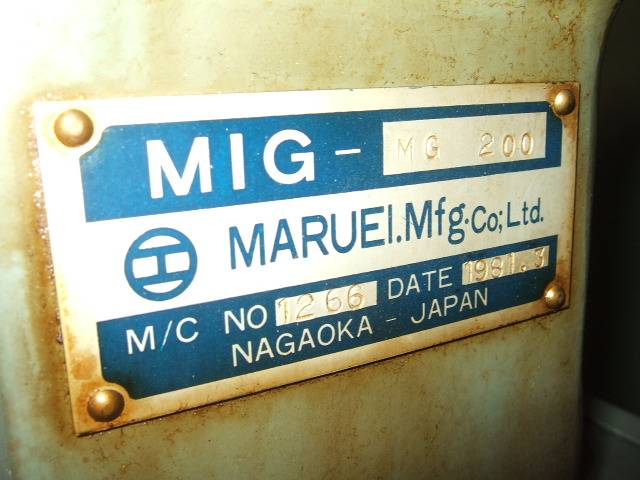 MIG- MG 200
MARUEI.Mfg.Co;Ltd.
M/C NO 1266 DATE 1981.3
NAGAOKA - JAPAN